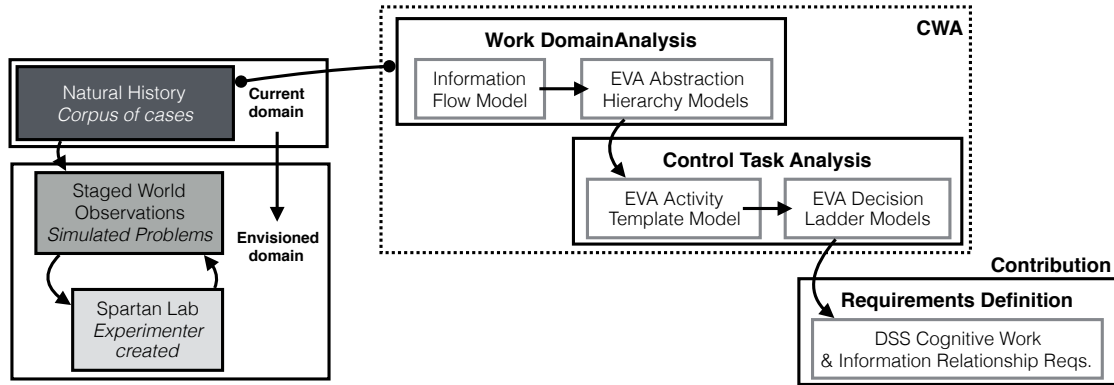 CWA
Work DomainAnalysis
Information
Flow Model
EVA Abstraction
Hierarchy Models
Natural History
Corpus of cases
Current
domain
Control Task Analysis
EVA Activity
Template Model
EVA Decision
Ladder Models
Staged World
Observations
Simulated Problems
Envisioned
domain
Spartan Lab
Experimenter
created
Contribution
Requirements Definition
DSS Cognitive Work
& Information Relationship Reqs.